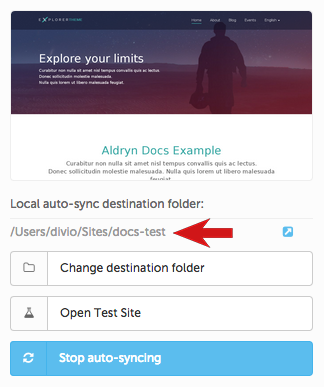 EXPLORER THEME Home About Blog Events English
Explore your limits
Curabitur non nulla sit amet nisl tempus convallis quis ac lectus
Donec sollicitudin molestie malesuada.
Nulla quis lorem ut libero malesuada feugiat.
Aldryn Docs Example
Curabitur non nulla sit amet nisl tempus convallis quis ac lectus.
Donec sollicitudin molestie malesuada. Nulla quis lorem ut libero malesuada
feugiat.
Local auto-sync destination folder:
/Users/divio/Sites/docs-test
Change destination folder
Open Test Site
Stop auto-syncing